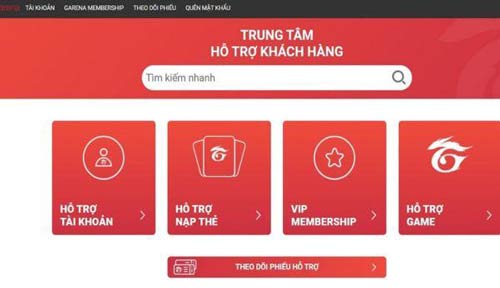 TÀI KHOẢN GARENA MEMBERSHIP THEO DÕI PHIẾU QUÊN MẬT KHẨU
TRUNG TÂM
HỖ TRỢ KHÁCH HÀNG
Tìm kiếm nhanh
HỖ TRỢ
TÀI KHOẢN
HỖ TRỢ
NẠP THẺ
VIP
MEMBERSHIP
HỖ TRỢ
GAME
THEO DÕI PHIẾU HỖ TRỢ